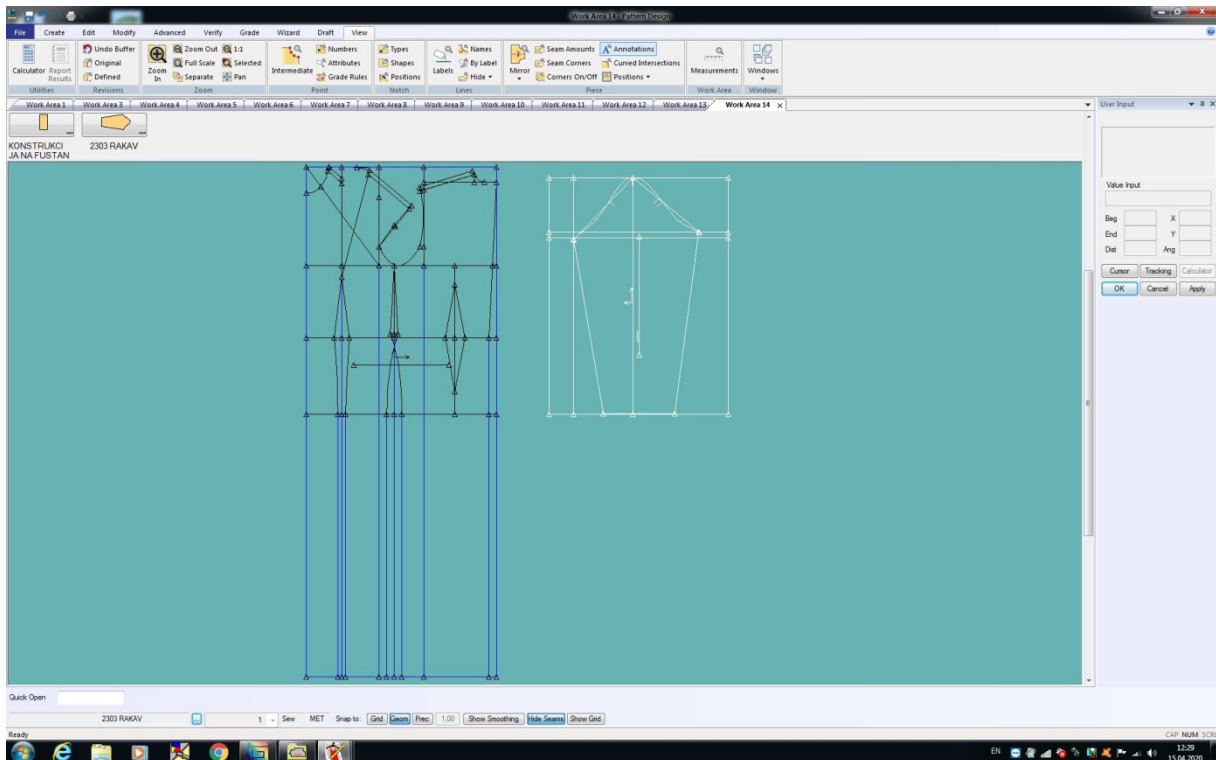 Work Area 14 - Pattern Design
File Create Edit Modify Advanced Verify Grade Wizard Draft View
Undo Buffer Zoom Out 1:1 Numbers Types Names Seam Amounts Annotations
Original Full Scale Selected Attributes Shapes By Label Seam Corners Curved Intersections
Defined Separate Pan Grade Rules Positions Hide Corners On/Off Positions
Calculator Report Results Zoom In Intermediate Labels Mirror Measurements Windows
Utilities Revisions Zoom Point Notch Lines Piece Work Area Window
Work Area 1 Work Area 3 Work Area 4 Work Area 5 Work Area 6 Work Area 7 Work Area 8 Work Area 9 Work Area 10 Work Area 11 Work Area 12 Work Area 13 Work Area 14 x
User Input
KONSTRUKCI
JA NA FUSTAN
2303 RAKAV
Value Input
Beg X
End Y
Dist Ang
Cursor Tracking Calculator
OK Cancel Apply
Quick Open
2303 RAKAV ... 1 Sew MET Snap to: Grid Geom Prec 1.00 Show Smoothing Hide Seams Show Grid
Ready CAP NUM SCRL
EN 12:29
15.04.2020